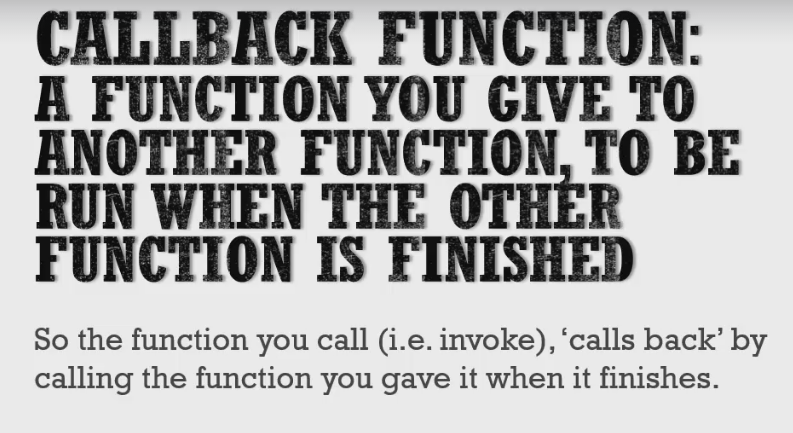 CALLBACK FUNCTION:
A FUNCTION YOU GIVE TO
ANOTHER FUNCTION, TO BE
RUN WHEN THE OTHER
FUNCTION IS FINISHED
So the function you call (i.e. invoke), ‘calls back’ by
calling the function you gave it when it finishes.